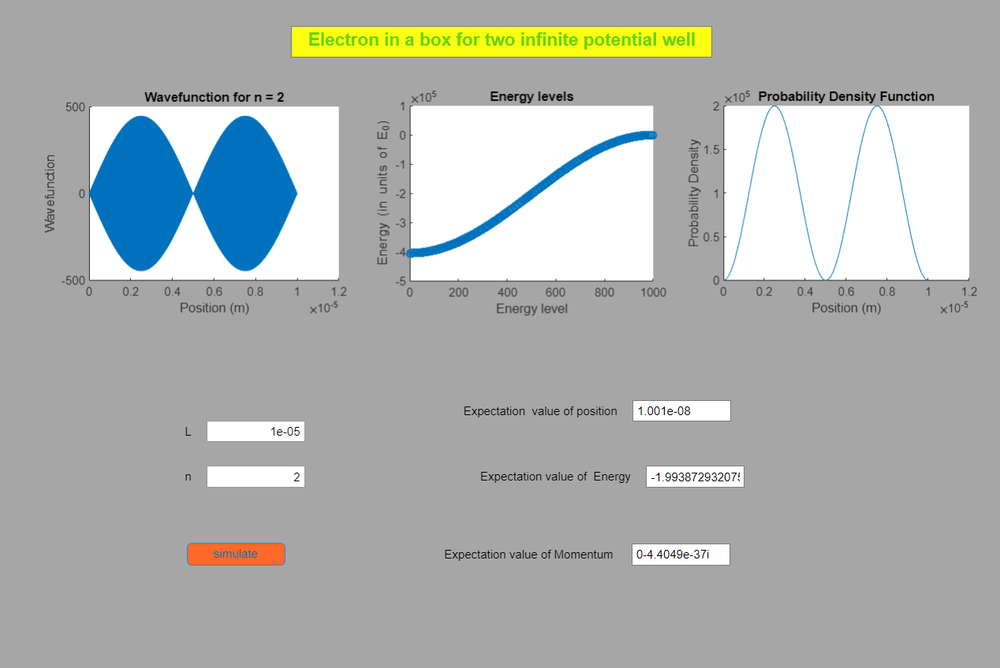 Electron in a box for two infinite potential well
Wavefunction for n = 2
500
0
-500
Wavefunction
0 0.2 0.4 0.6 0.8 1 1.2
Position (m)
×10-5
Energy levels
×10^5
1
0
-1
-2
-3
-4
-5
Energy (in units of E0)
0 200 400 600 800 1000
Energy level
Probability Density Function
×10^5
2
1.5
1
0.5
0
Probability Density
0 0.2 0.4 0.6 0.8 1 1.2
Position (m)
×10-5
Expectation value of position 1.001e-08
L 1e-05
n 2
Expectation value of Energy -1.993872932075
simulate
Expectation value of Momentum 0-4.4049e-37i